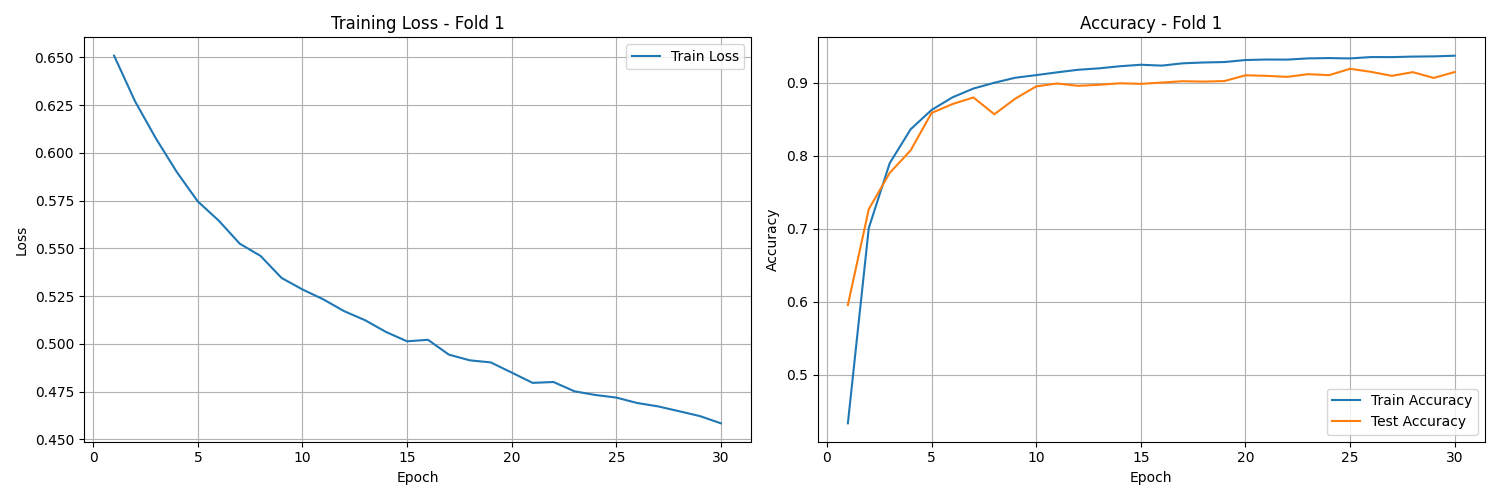 Training Loss - Fold 1
0.650
0.625
0.600
0.575
0.550
0.525
0.500
0.475
0.450
Loss
Train Loss
0 5 10 15 20 25 30
Epoch
Accuracy - Fold 1
0.9
0.8
0.7
0.6
0.5
Accuracy
Train Accuracy
Test Accuracy
0 5 10 15 20 25 30
Epoch